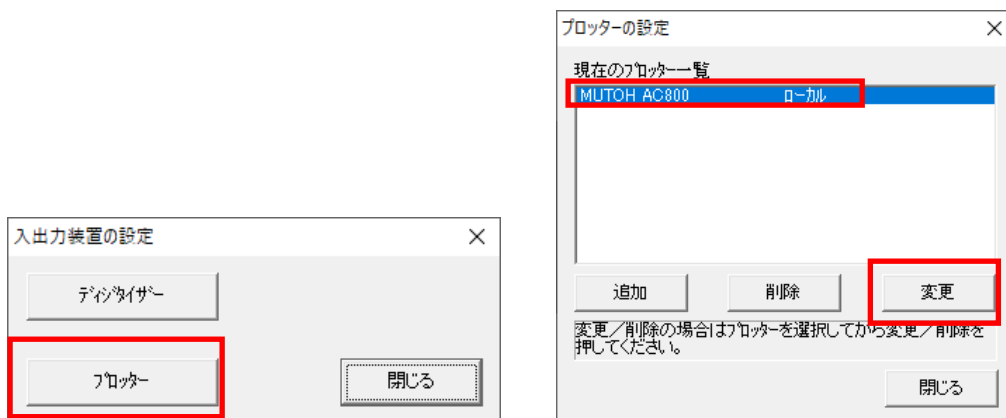 入出力装置の設定
ディジタイザー
プロッター
閉じる
プロッターの設定
現在のプロッター一覧
MUTOH AC800 ローカル
追加 削除 変更
変更/削除の場合はプロッターを選択してから変更/削除を
押してください。
閉じる